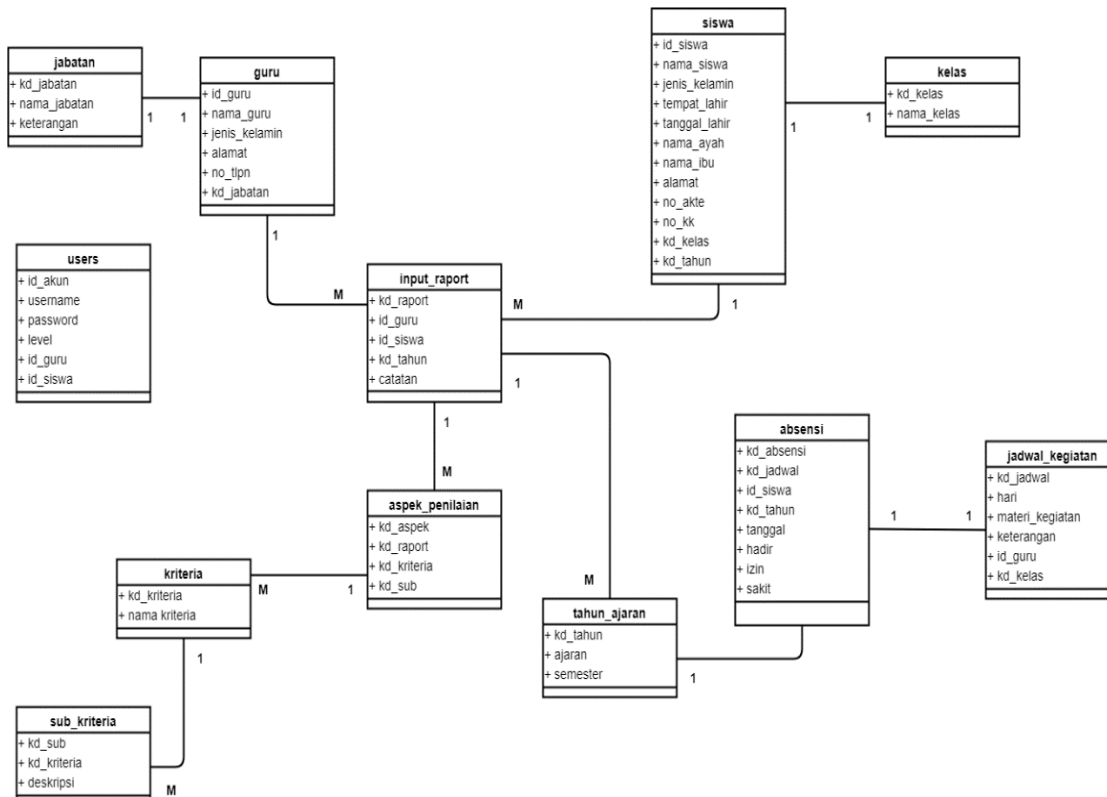 jabatan
+ kd_jabatan
+ nama_jabatan
+ keterangan
1
1
guru
+ id_guru
+ nama_guru
+ jenis_kelamin
+ alamat
+ no_tlpn
+ kd_jabatan
1
M
siswa
+ id_siswa
+ nama_siswa
+ jenis_kelamin
+ tempat_lahir
+ tanggal_lahir
+ nama_ayah
+ nama_ibu
+ alamat
+ no_akte
+ no_kk
+ kd_kelas
+ kd_tahun
1
1
kelas
+ kd_kelas
+ nama_kelas
users
+ id_akun
+ username
+ password
+ level
+ id_guru
+ id_siswa
input_raport
+ kd_raport
+ id_guru
+ id_siswa
+ kd_tahun
+ catatan
M
1
1
M
1
M
aspek_penilaian
+ kd_aspek
+ kd_raport
+ kd_kriteria
+ kd_sub
absensi
+ kd_absensi
+ kd_jadwal
+ id_siswa
+ kd_tahun
+ tanggal
+ hadir
+ izin
+ sakit
1
1
jadwal_kegiatan
+ kd_jadwal
+ hari
+ materi_kegiatan
+ keterangan
+ id_guru
+ kd_kelas
kriteria
+ kd_kriteria
+ nama kriteria
M
1
1
tahun_ajaran
+ kd_tahun
+ ajaran
+ semester
1
sub_kriteria
+ kd_sub
+ kd_kriteria
+ deskripsi
M